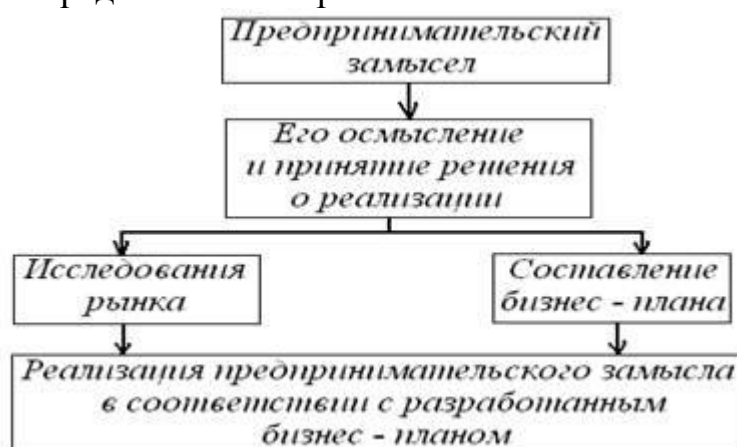 Предпринимательский
замысел
Его осмысление
и принятие решения
о реализации
Исследования
рынка
Составление
бизнес - плана
Реализация предпринимательского замысла
в соответствии с разработанным
бизнес - планом